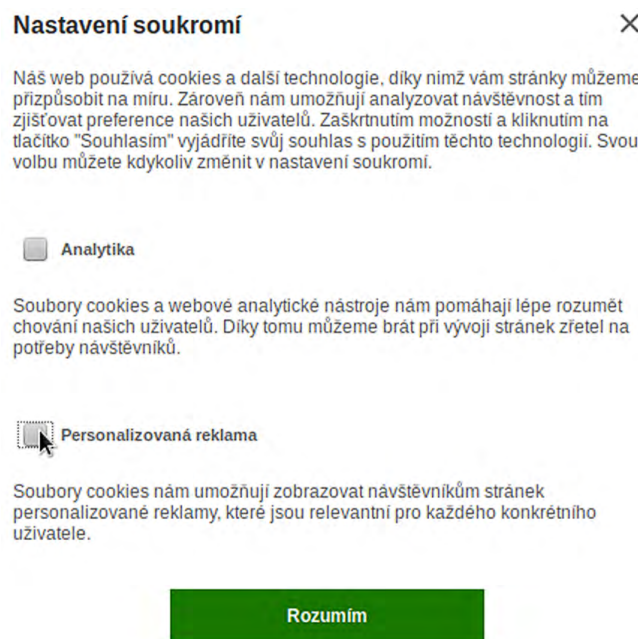 Nastavení soukromí
Náš web používá cookies a další technologie, díky nimž vám stránky můžeme
přizpůsobit na míru. Zároveň nám umožňují analyzovat návštěvnost a tím
zjišťovat preference našich uživatelů. Zaškrtnutím možností a kliknutím na
tlačítko "Souhlasím" vyjádříte svůj souhlas s použitím těchto technologií. Svou
volbu můžete kdykoliv změnit v nastavení soukromí.
Analytika
Soubory cookies a webové analytické nástroje nám pomáhají lépe rozumět
chování našich uživatelů. Díky tomu můžeme brát při vývoji stránek zřetel na
potřeby návštěvníků.
Personalizovaná reklama
Soubory cookies nám umožňují zobrazovat návštěvníkům stránek
personalizované reklamy, které jsou relevantní pro každého konkrétního
uživatele.
Rozumím